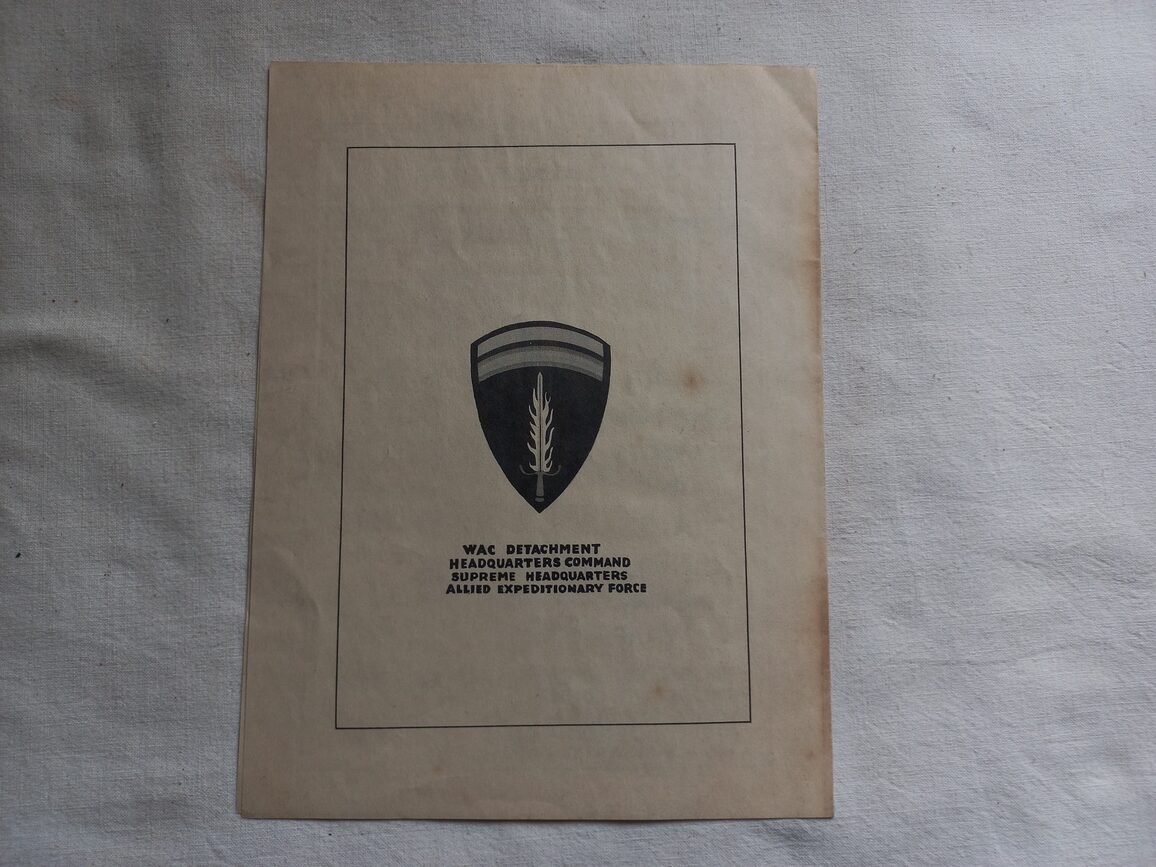 WAC DETACHMENT
HEADQUARTERS COMMAND
SUPREME HEADQUARTERS
ALLIED EXPEDITIONARY FORCE